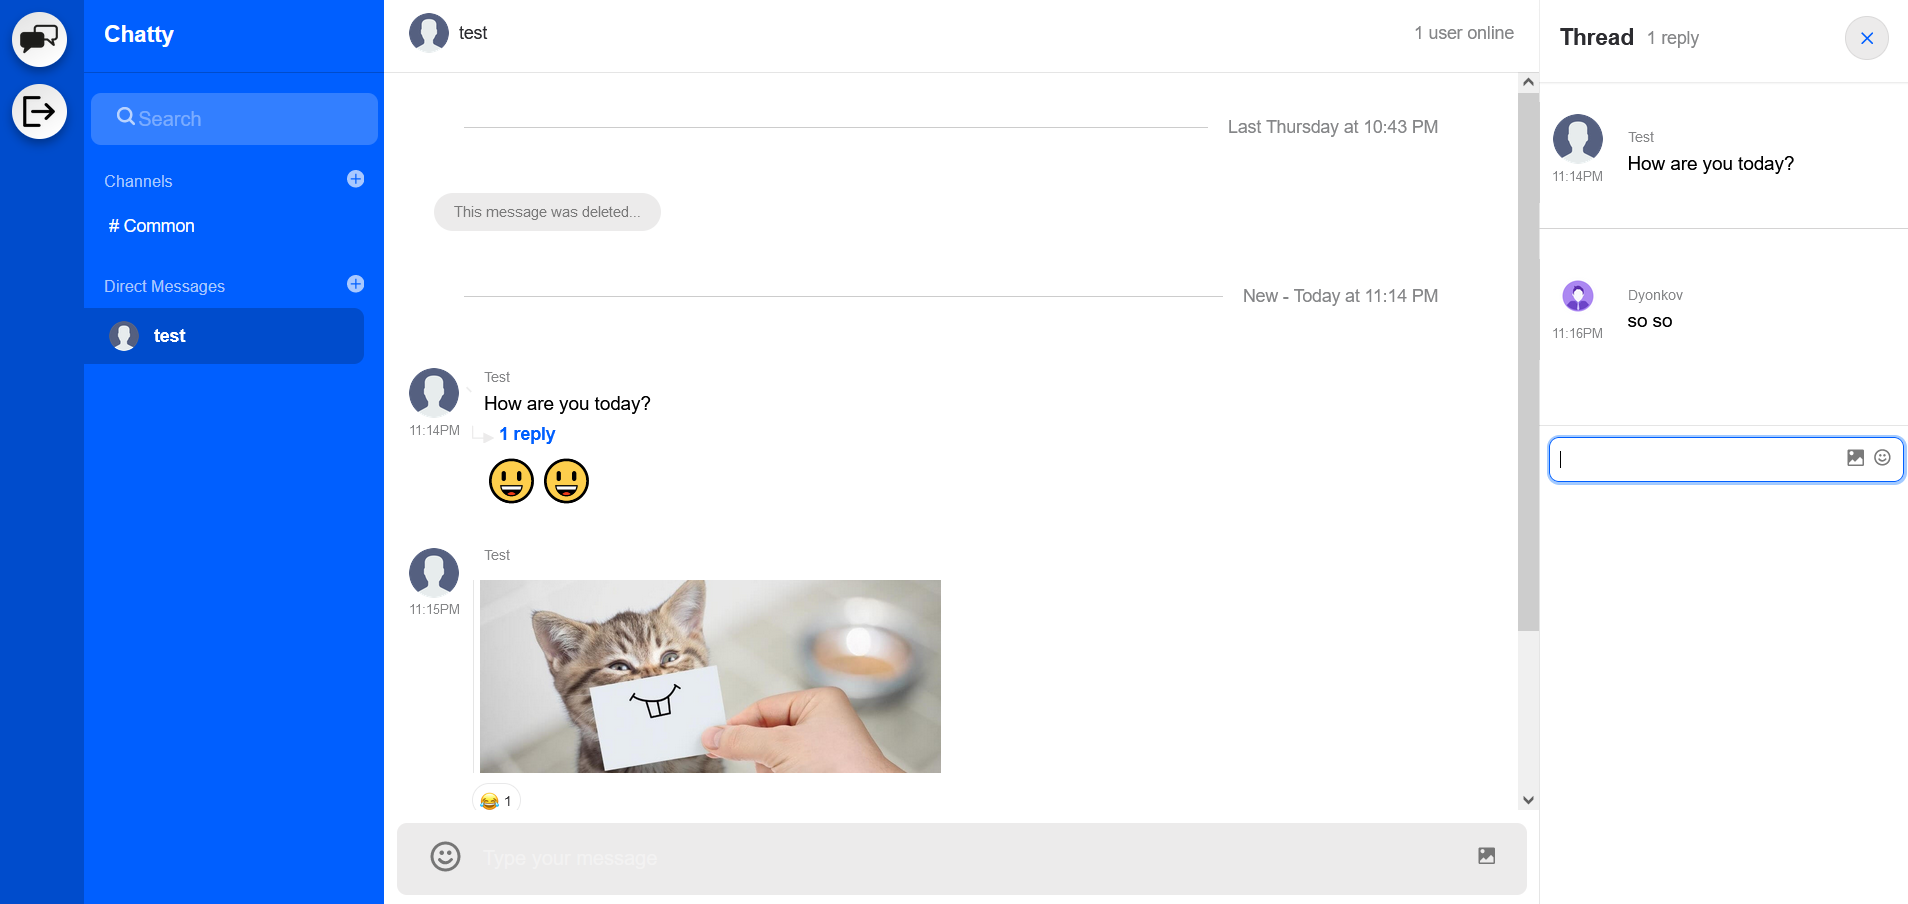 Chatty
Search
Channels
# Common
Direct Messages
test
test
1 user online
Last Thursday at 10:43 PM
This message was deleted...
New - Today at 11:14 PM
Test
How are you today?
11:14PM
1 reply
Test
11:15PM
1
Type your message
Thread 1 reply
Test
How are you today?
11:14PM
Dyonkov
so so
11:16PM